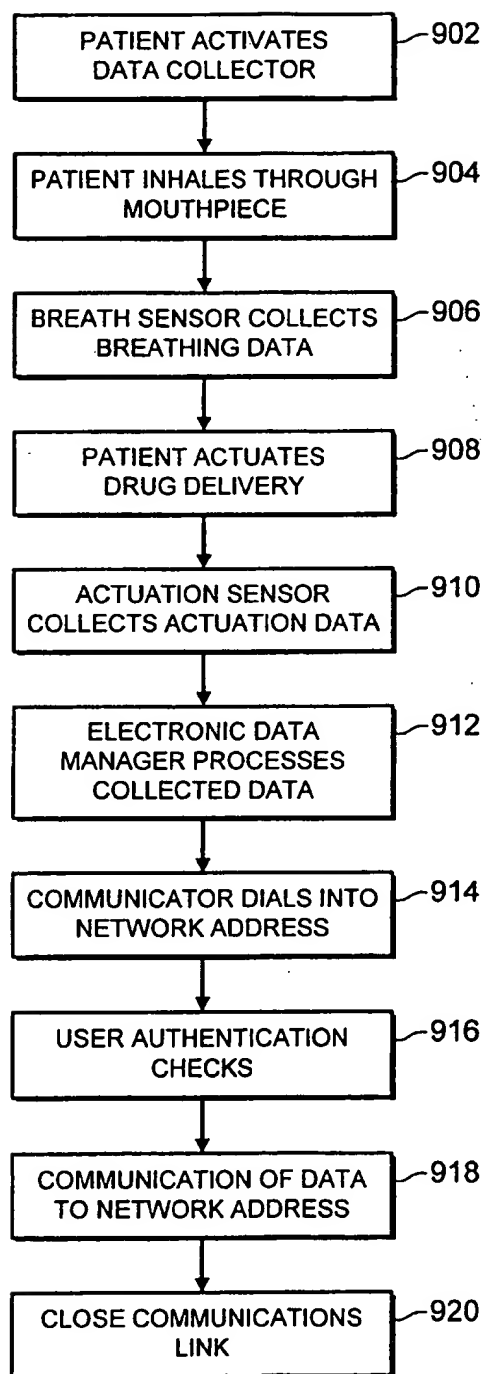 PATIENT ACTIVATES
DATA COLLECTOR
902
PATIENT INHALES THROUGH
MOUTHPIECE
904
BREATH SENSOR COLLECTS
BREATHING DATA
906
PATIENT ACTUATES
DRUG DELIVERY
908
ACTUATION SENSOR
COLLECTS ACTUATION DATA
910
ELECTRONIC DATA
MANAGER PROCESSES
COLLECTED DATA
912
COMMUNICATOR DIALS INTO
NETWORK ADDRESS
914
USER AUTHENTICATION
CHECKS
916
COMMUNICATION OF DATA
TO NETWORK ADDRESS
918
CLOSE COMMUNICATIONS
LINK
920